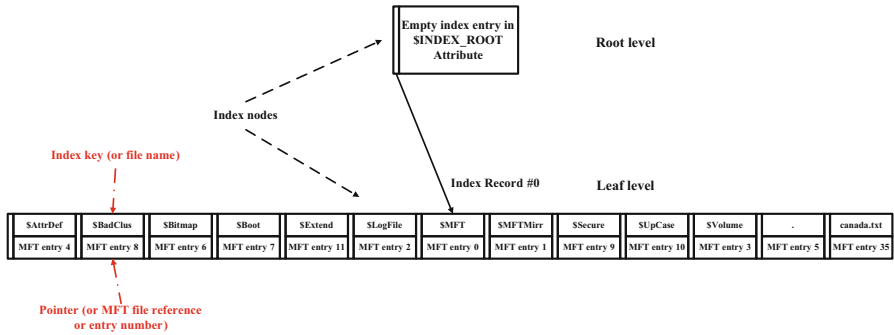 Empty index entry in
$INDEX_ROOT
Attribute
Root level
Index nodes
Index key (or file name)
Index Record #0
Leaf level
$AttrDef $BadClus $Bitmap $Boot $Extend $LogFile $MFT $MFTMirr $Secure $UpCase $Volume . canada.txt
MFT entry 4 MFT entry 8 MFT entry 6 MFT entry 7 MFT entry 11 MFT entry 2 MFT entry 0 MFT entry 1 MFT entry 9 MFT entry 10 MFT entry 3 MFT entry 5 MFT entry 35
Pointer (or MFT file reference
or entry number)